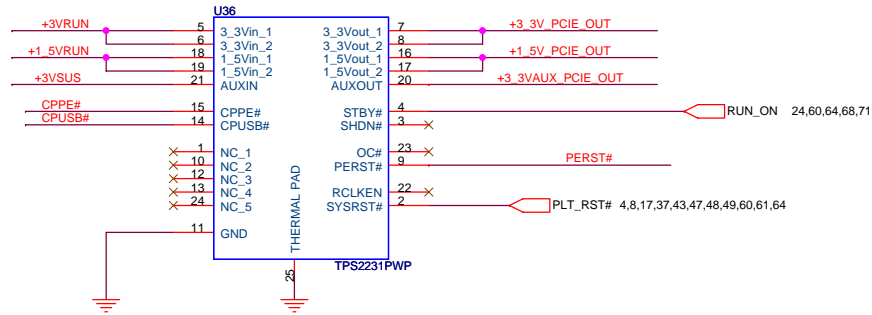 U36
+3VRUN 5 3_3Vin_1 3_3Vout_1 7 +3_3V_PCIE_OUT
6 3_3Vin_2 3_3Vout_2 8
+1_5VRUN 18 1_5Vin_1 1_5Vout_1 16 +1_5V_PCIE_OUT
19 1_5Vin_2 1_5Vout_2 17
+3VSUS 21 AUXIN AUXOUT 20 +3_3VAUX_PCIE_OUT
CPPE# 15 CPPE# STBY# 4 RUN_ON 24,60,64,68,71
CPUSB# 14 CPUSB# SHDN# 3
1 NC_1 OC# 23
10 NC_2 PERST# 9 PERST#
12 NC_3
13 NC_4 RCLKEN 22
24 NC_5 SYSRST# 2 PLT_RST# 4,8,17,37,43,47,48,49,60,61,64
11 GND
THERMAL PAD
25
TPS2231PWP